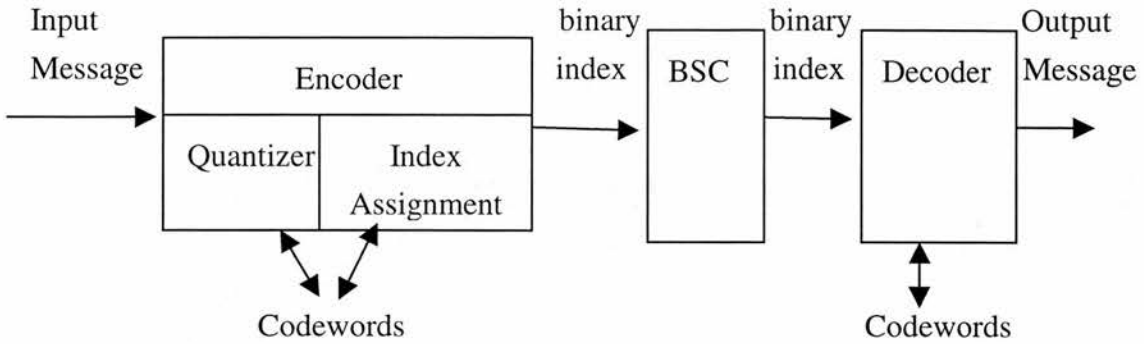 Input
Message
Encoder
Quantizer
Index
Assignment
Codewords
binary
index
BSC
binary
index
Decoder
Codewords
Output
Message